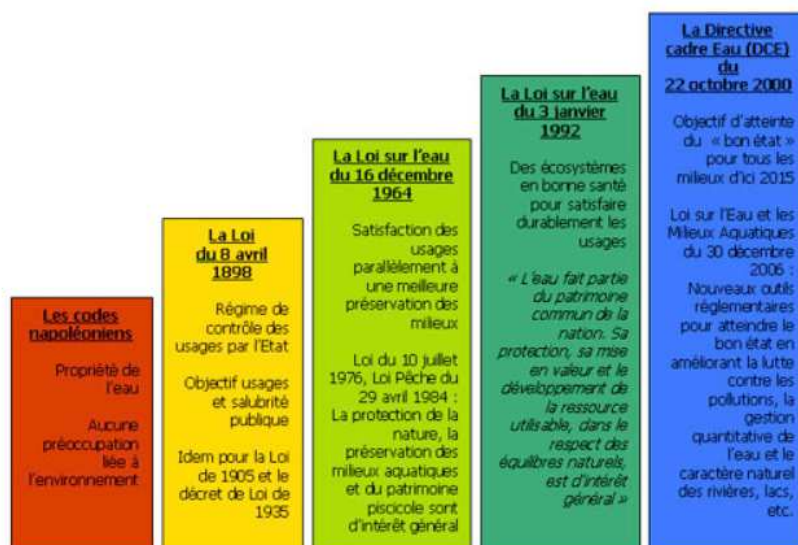 Les codes
napoléoniens
Propriété de
l'eau
Aucune
préoccupation
liée à
l'environnement
La Loi
du 8 avril
1898
Régime de
contrôle des
usages par l'Etat
Objectif usages
et salubrité
publique
Idem pour la Loi
de 1905 et le
décret de Loi de
1935
La Loi sur l'eau
du 16 décembre
1964
Satisfaction des
usages
parallèlement à
une meilleure
préservation des
milieux
Loi du 10 juillet
1976, Loi Pêche du
29 avril 1984 :
La protection de la
nature, la
préservation des
milieux aquatiques
et du patrimoine
piscicole sont
d'intérêt général
La Loi sur l'eau
du 3 janvier
1992
Des écosystèmes
en bonne santé
pour satisfaire
durablement les
usages
« L'eau fait partie
du patrimoine
commun de la
nation. Sa
protection, sa mise
en valeur et le
développement de
la ressource
utilisable, dans le
respect des
équilibres naturels,
est d'intérêt
général »
La Directive
cadre Eau (DCE)
du
22 octobre 2000
Objectif d'atteinte
du « bon état »
pour tous les
milieux d'ici 2015
Loi sur l'Eau et les
Milieux Aquatiques
du 30 décembre
2006 :
Nouveaux outils
réglementaires
pour atteindre le
bon état en
améliorant la lutte
contre les
pollutions, la
gestion
quantitative de
l'eau et le
caractère naturel
des rivières, lacs,
etc.